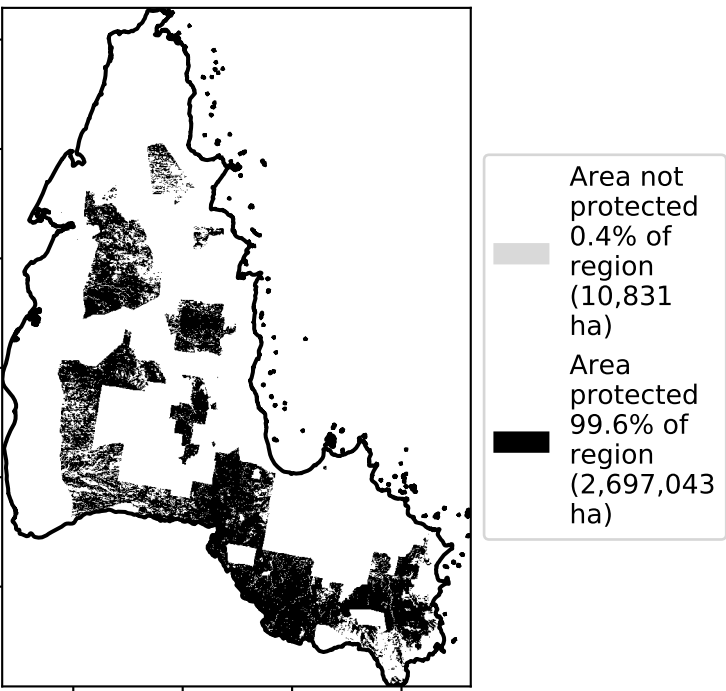 Area not
protected
0.4% of
region
(10,831
ha)
Area
protected
99.6% of
region
(2,697,043
ha)